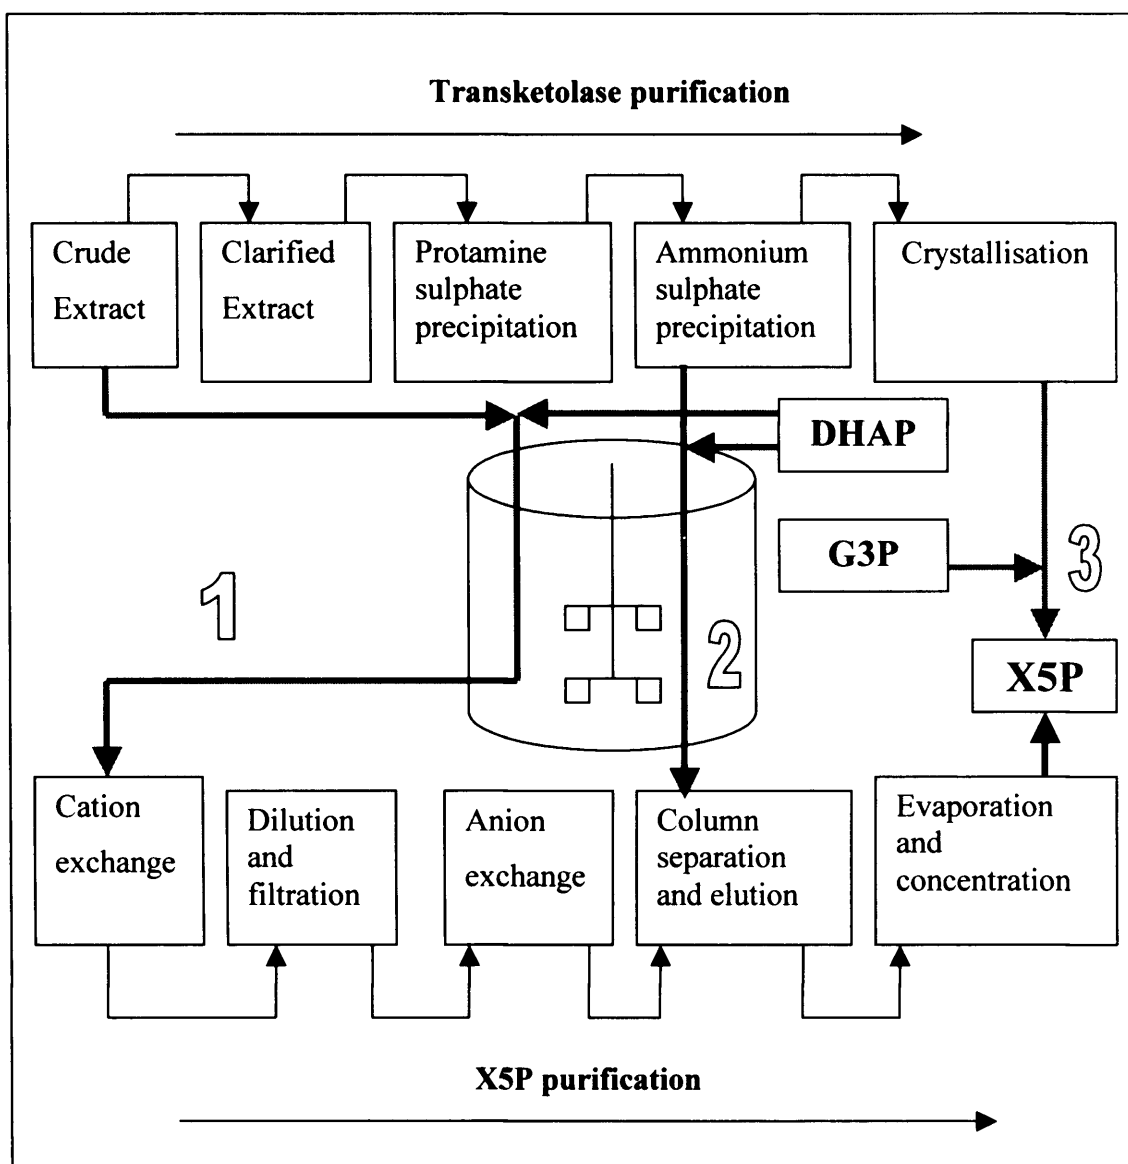 Transketolase purification
Crude
Extract
Clarified
Extract
Protamine
sulphate
precipitation
Ammonium
sulphate
precipitation
Crystallisation
DHAP
G3P
1
2
3
X5P
Cation
exchange
Dilution
and
filtration
Anion
exchange
Column
separation
and elution
Evaporation
and
concentration
X5P purification